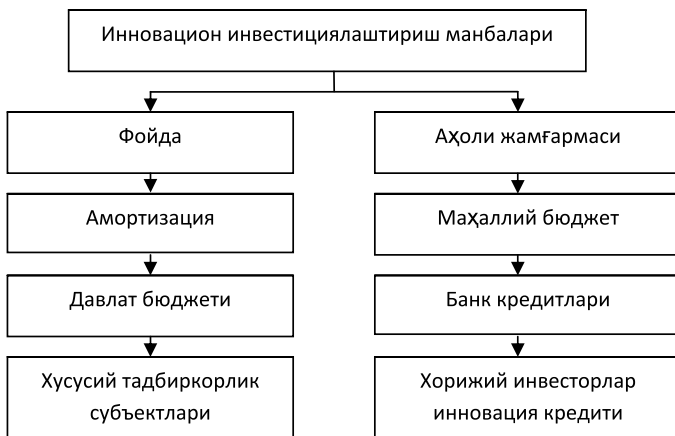 Инновацион инвестициялаштириш манбалари
Фойда
Аҳоли жамғармаси
Амортизация
Маҳаллий бюджет
Давлат бюджети
Банк кредитлари
Хусусий тадбиркорлик
субъектлари
Хорижий инвесторлар
инновация кредити